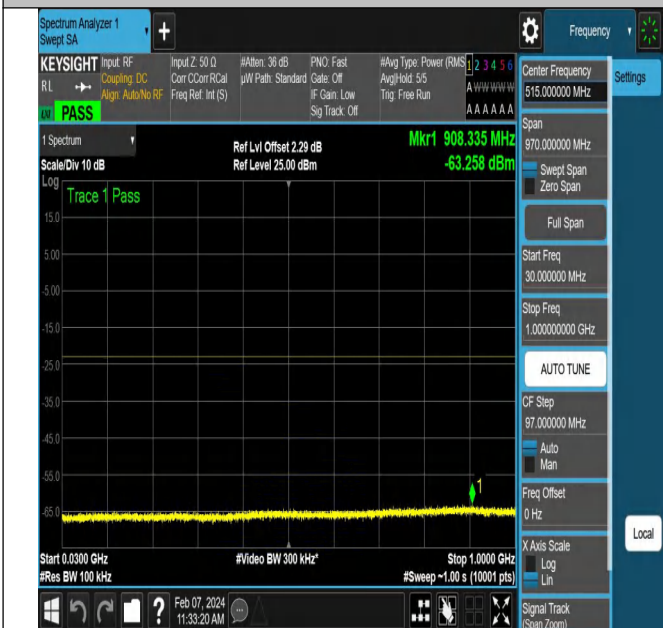 Spectrum Analyzer 1
Swept SA
Frequency
KEYSIGHT
RL
LNI
PASS
Input: RF
Coupling: DC
Align: Auto/No RF
Input Z: 50 Ω
Corr CCorr RCal
Freq Ref: Int (S)
#Atten: 36 dB
µW Path: Standard
PNO: Fast
Gate: Off
IF Gain: Low
Sig Track: Off
#Avg Type: Power (RMS
Avg|Hold: 5/5
Trig: Free Run
1 2 3 4 5 6
A W W W W W
A A A A A A
1 Spectrum
Scale/Div 10 dB
Ref Lvl Offset 2.29 dB
Ref Level 25.00 dBm
Mkr1 908.335 MHz
-63.258 dBm
Log
Trace 1 Pass
15.0
5.00
-5.00
-15.0
-25.0
-35.0
-45.0
-55.0
-65.0
1
Start 0.0300 GHz
#Res BW 100 kHz
#Video BW 300 kHz*
Stop 1.0000 GHz
#Sweep ~1.00 s (10001 pts)
?
Feb 07, 2024
11:33:20 AM
Center Frequency
515.000000 MHz
Span
970.000000 MHz
Swept Span
Zero Span
Full Span
Start Freq
30.000000 MHz
Stop Freq
1.000000000 GHz
AUTO TUNE
CF Step
97.000000 MHz
Auto
Man
Freq Offset
0 Hz
X Axis Scale
Log
Lin
Signal Track
(Span Zoom)
Settings
Local